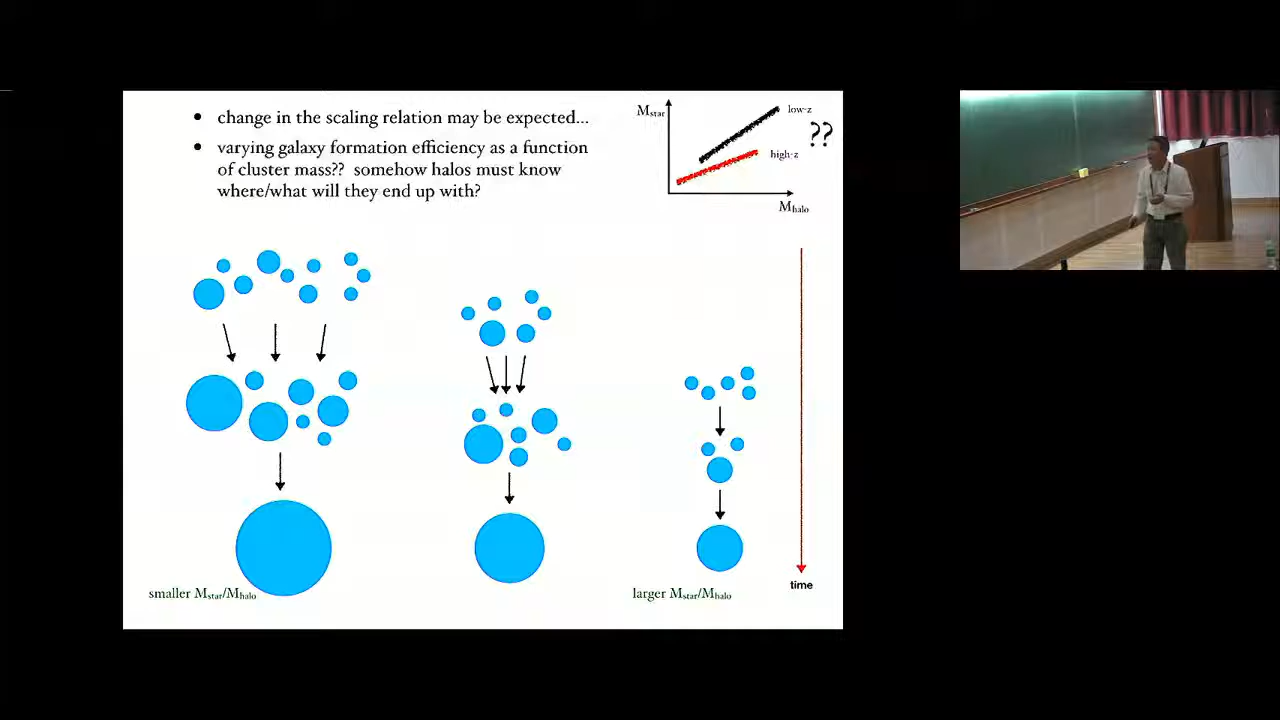 • change in the scaling relation may be expected...
• varying galaxy formation efficiency as a function
of cluster mass?? somehow halos must know
where/what will they end up with?
Mstar
low-z
??
high-z
Mhalo
smaller Mstar/Mhalo
larger Mstar/Mhalo
time